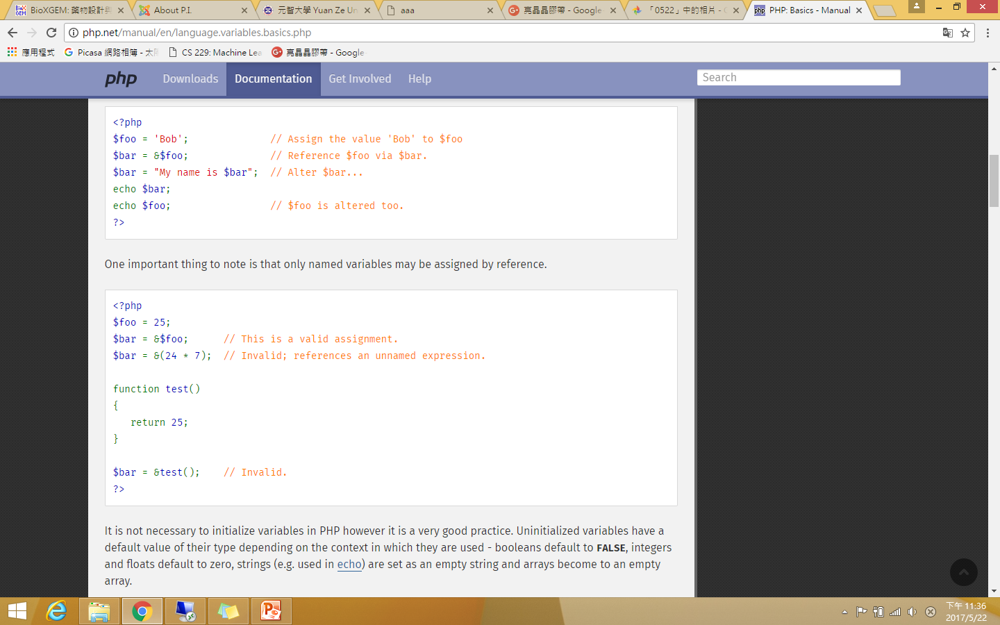 BioXGEM: 藥物設計與
About P.I.
元智大學 Yuan Ze Un
aaa
亮晶晶膠帶 - Google
「0522」中的相片 - G
PHP: Basics - Manual
php.net/manual/en/language.variables.basics.php
應用程式
Picasa 網路相簿 - 太陽
CS 229: Machine Lea
亮晶晶膠帶 - Google
php
Downloads
Documentation
Get Involved
Help
Search
<?php
$foo = 'Bob';              // Assign the value 'Bob' to $foo
$bar = &$foo;              // Reference $foo via $bar.
$bar = "My name is $bar";  // Alter $bar...
echo $bar;
echo $foo;                 // $foo is altered too.
?>
One important thing to note is that only named variables may be assigned by reference.
<?php
$foo = 25;
$bar = &$foo;      // This is a valid assignment.
$bar = &(24 * 7);  // Invalid; references an unnamed expression.
function test()
{
   return 25;
}
$bar = &test();    // Invalid.
?>
It is not necessary to initialize variables in PHP however it is a very good practice. Uninitialized variables have a
default value of their type depending on the context in which they are used - booleans default to FALSE, integers
and floats default to zero, strings (e.g. used in echo) are set as an empty string and arrays become to an empty
array.
下午 11:36
2017/5/22